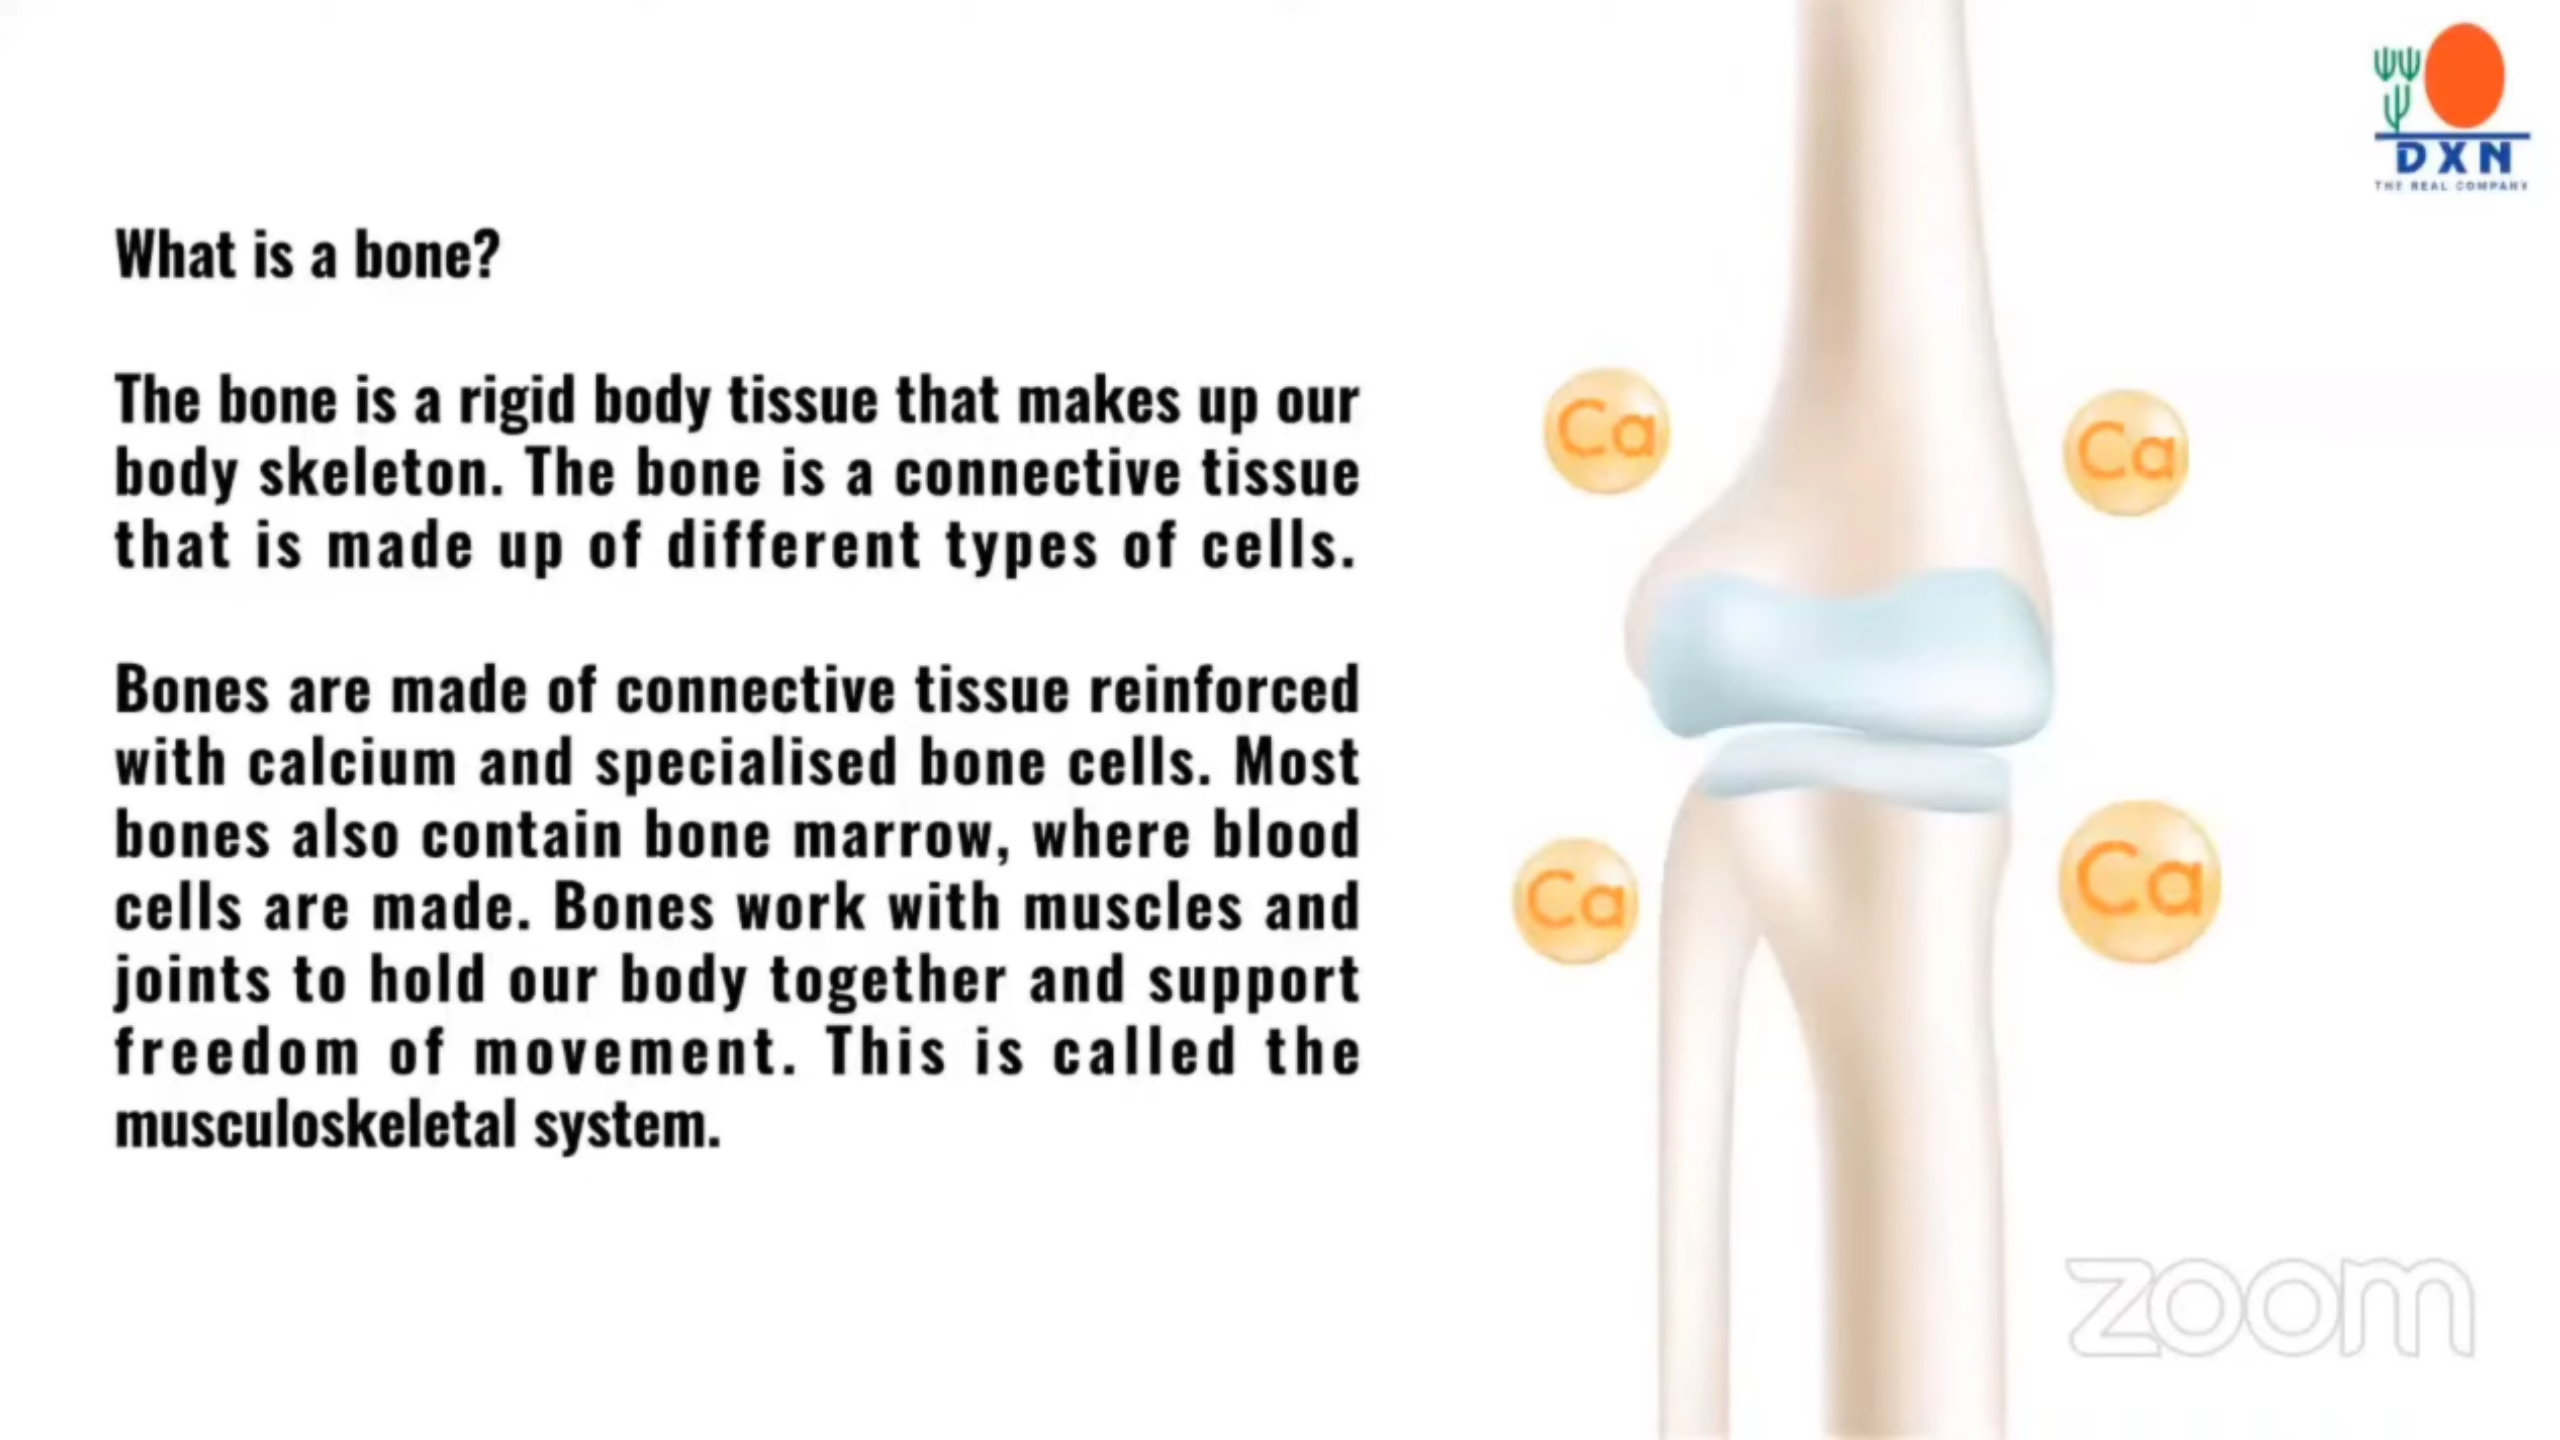 DXN
THE REAL COMPANY
What is a bone?
The bone is a rigid body tissue that makes up our
body skeleton. The bone is a connective tissue
that is made up of different types of cells.
Bones are made of connective tissue reinforced
with calcium and specialised bone cells. Most
bones also contain bone marrow, where blood
cells are made. Bones work with muscles and
joints to hold our body together and support
freedom of movement. This is called the
musculoskeletal system.
Ca
Ca
Ca
Ca
zoom